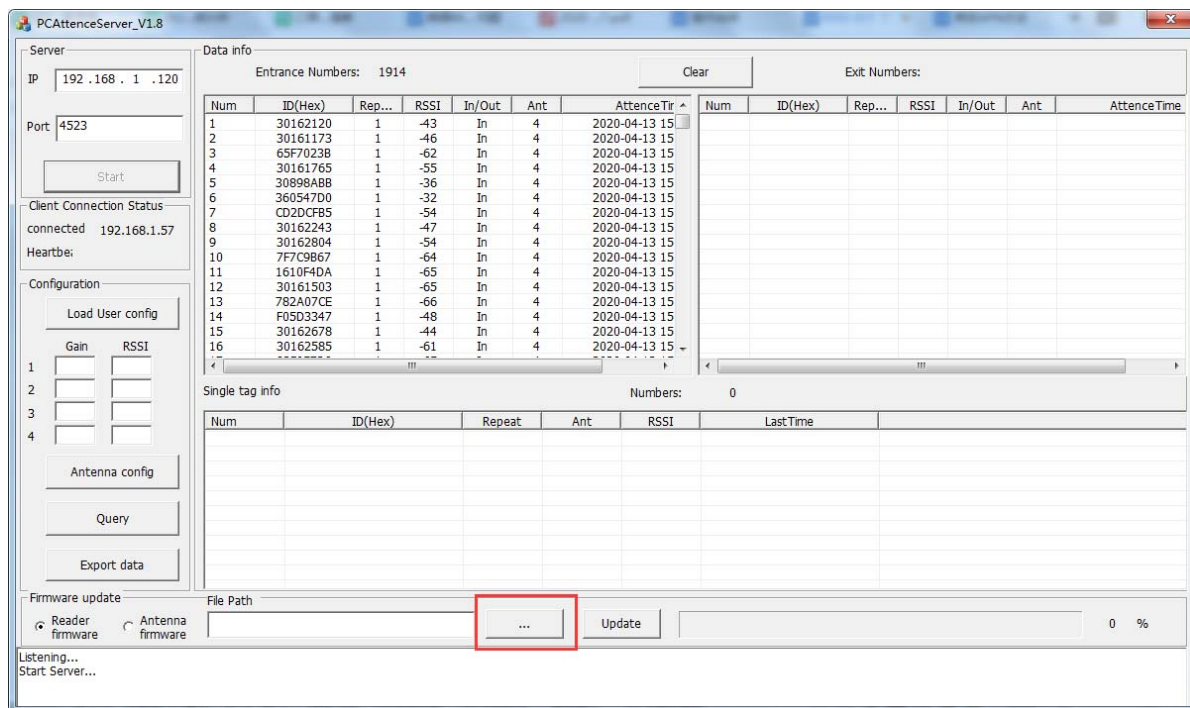 PCAttenceServer_V1.8
Server
IP 192 .168 . 1 .120
Port 4523
Start
Client Connection Status
connected 192.168.1.57
Heartbe
Configuration
Load User config
Gain RSSI
1
2
3
4
Antenna config
Query
Export data
Data info
Entrance Numbers: 1914
Clear
Exit Numbers:
Num ID(Hex) Rep... RSSI In/Out Ant AttenceTir
1 30162120 1 -43 In 4 2020-04-13 15
2 30161173 1 -46 In 4 2020-04-13 15
3 65F7023B 1 -62 In 4 2020-04-13 15
4 30161765 1 -55 In 4 2020-04-13 15
5 30898ABB 1 -36 In 4 2020-04-13 15
6 360547D0 1 -32 In 4 2020-04-13 15
7 CD2DCFB5 1 -54 In 4 2020-04-13 15
8 30162243 1 -47 In 4 2020-04-13 15
9 30162804 1 -54 In 4 2020-04-13 15
10 7F7C9B67 1 -64 In 4 2020-04-13 15
11 1610F4DA 1 -65 In 4 2020-04-13 15
12 30161503 1 -65 In 4 2020-04-13 15
13 782A07CE 1 -66 In 4 2020-04-13 15
14 F05D3347 1 -48 In 4 2020-04-13 15
15 30162678 1 -44 In 4 2020-04-13 15
16 30162585 1 -61 In 4 2020-04-13 15
Num ID(Hex) Rep... RSSI In/Out Ant AttenceTime
Single tag info
Numbers: 0
Num ID(Hex) Repeat Ant RSSI LastTime
Firmware update
Reader firmware
Antenna firmware
File Path
...
Update
0 %
Listening...
Start Server...